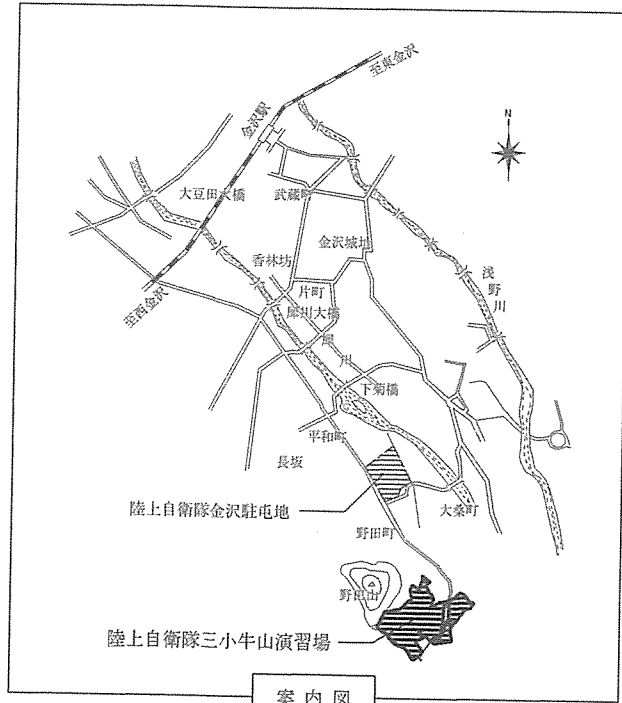 至東金沢
金沢駅
N
大豆田大橋
武蔵町
金沢城址
香林坊
浅野川
片町
至西金沢
犀川大橋
犀川
下菊橋
平和町
長坂
陸上自衛隊金沢駐屯地
大桑町
野田町
野田山
陸上自衛隊三小牛山演習場
案内図